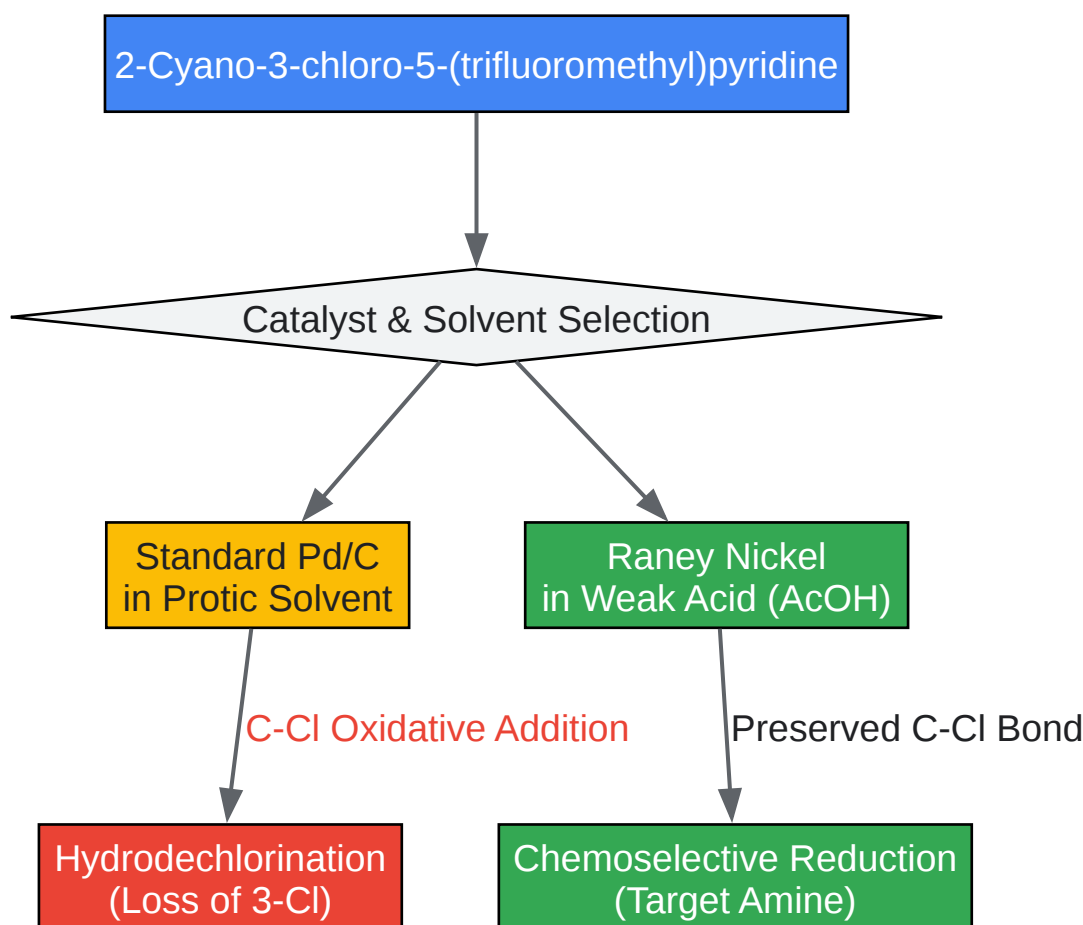 2-Cyano-3-chloro-5-(trifluoromethyl)pyridine
Catalyst & Solvent Selection
Standard Pd/C
in Protic Solvent
Raney Nickel
in Weak Acid (AcOH)
C-Cl Oxidative Addition
Preserved C-Cl Bond
Hydrodechlorination
(Loss of 3-Cl)
Chemoselective Reduction
(Target Amine)